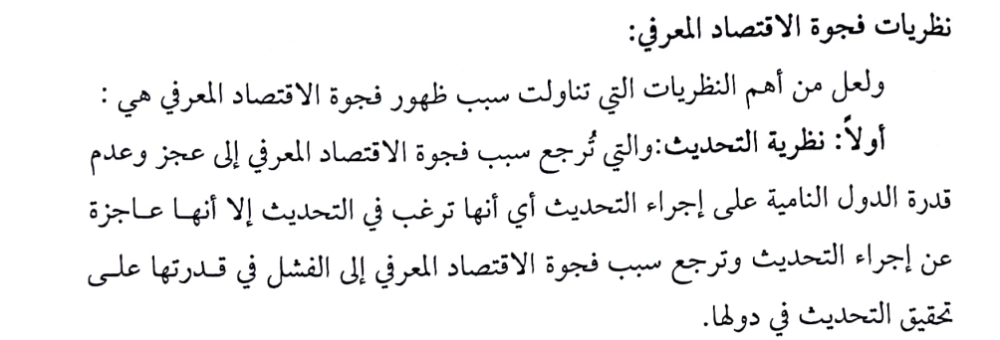 نظريات فجوة الاقتصاد المعرفي:
ولعل من أهم النظريات التي تناولت سبب ظهور فجوة الاقتصاد المعرفي هي :
أولاً: نظرية التحديث:والتي تُرجع سبب فجوة الاقتصاد المعرفي إلى عجز وعدم
قدرة الدول النامية على إجراء التحديث أي أنها ترغب في التحديث إلا أنهـا عـاجزة
عن إجراء التحديث وترجع سبب فجوة الاقتصاد المعرفي إلى الفشل في قـدرتها علـى
تحقيق التحديث في دولها.